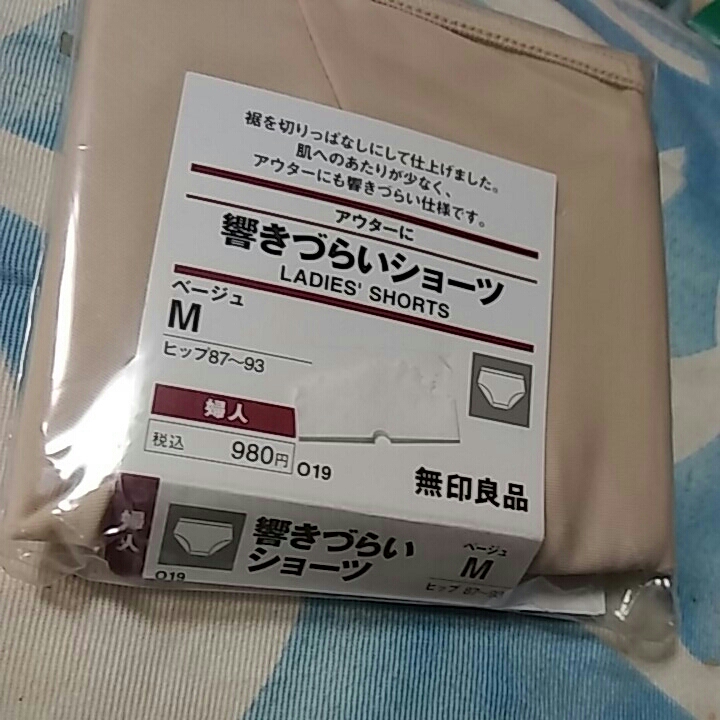 裾を切りっぱなしにして仕上げました。
肌へのあたりが少なく、
アウターにも響きづらい仕様です。
アウターに
響きづらいショーツ
LADIES' SHORTS
ベージュ
M
ヒップ87〜93
婦人
税込 980円 O19
無印良品
婦人
響きづらい
ショーツ
O19
ベージュ
M
ヒップ 87〜93